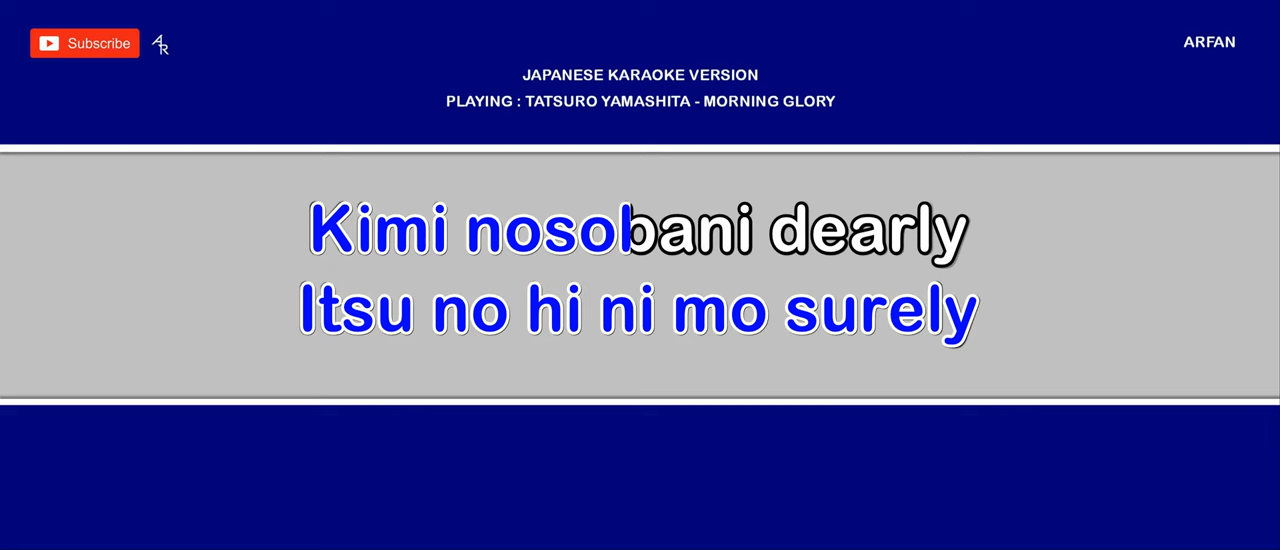 Subscribe
AR
ARFAN
JAPANESE KARAOKE VERSION
PLAYING : TATSURO YAMASHITA - MORNING GLORY
Kimi nosobani dearly
Itsu no hi ni mo surely